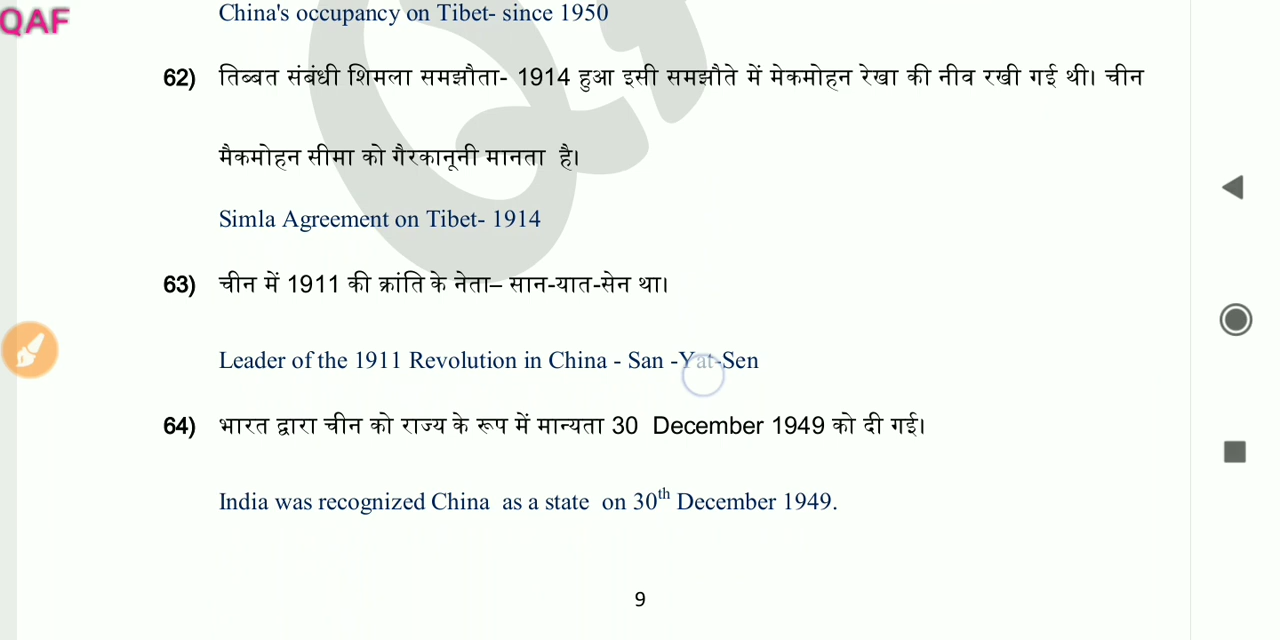 QAF
China's occupancy on Tibet- since 1950
62) तिब्बत संबंधी शिमला समझौता- 1914 हुआ इसी समझौते में मेकमोहन रेखा की नीव रखी गई थी। चीन
मैकमोहन सीमा को गैरकानूनी मानता है।
Simla Agreement on Tibet- 1914
63) चीन में 1911 की क्रांति के नेता– सान-यात-सेन था।
Leader of the 1911 Revolution in China - San -Yat-Sen
64) भारत द्वारा चीन को राज्य के रूप में मान्यता 30 December 1949 को दी गई।
India was recognized China as a state on 30th December 1949.
9